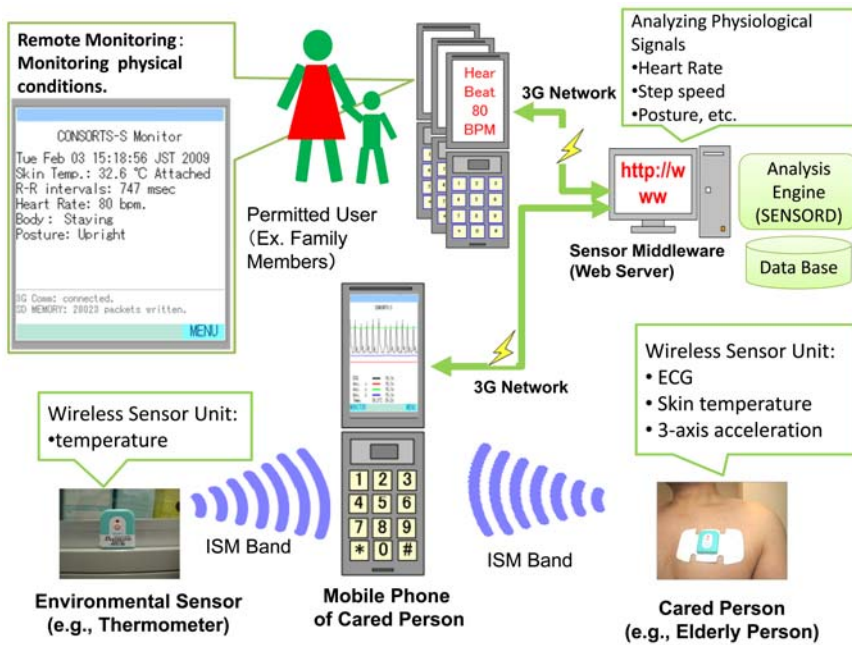 Remote Monitoring:
Monitoring physical
conditions.
CONSORTS-S Monitor
Tue Feb 03 15:18:56 JST 2009
Skin Temp.: 32.6 °C Attached
R-R intervals: 747 msec
Heart Rate: 80 bpm.
Body : Staying
Posture: Upright
3G Comm: connected.
SD MEMORY: 28023 packets written.
MENU
Permitted User
(Ex. Family
Members)
Hear
Beat
80
BPM
3G Network
Analyzing Physiological
Signals
•Heart Rate
•Step speed
•Posture, etc.
http://w
ww
Sensor Middleware
(Web Server)
Analysis
Engine
(SENSORD)
Data Base
3G Network
Wireless Sensor Unit:
•temperature
Wireless Sensor Unit:
• ECG
• Skin temperature
• 3-axis acceleration
1 2 3
4 5 6
7 8 9
* 0 #
ISM Band
ISM Band
Environmental Sensor
(e.g., Thermometer)
Mobile Phone
of Cared Person
Cared Person
(e.g., Elderly Person)